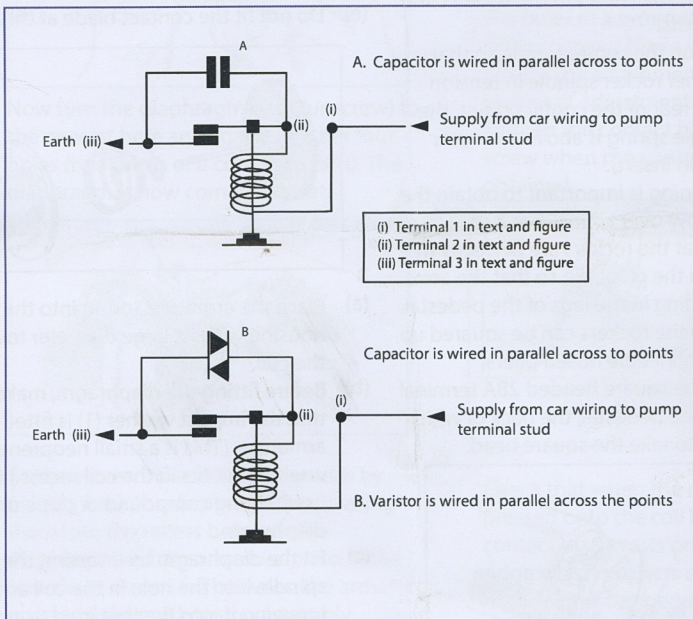 A
A. Capacitor is wired in parallel across to points
(i)
(ii)
Supply from car wiring to pump
terminal stud
Earth (iii)
(i) Terminal 1 in text and figure
(ii) Terminal 2 in text and figure
(iii) Terminal 3 in text and figure
B
Capacitor is wired in parallel across to points
(i)
(ii)
Supply from car wiring to pump
terminal stud
Earth (iii)
B. Varistor is wired in parallel across the points